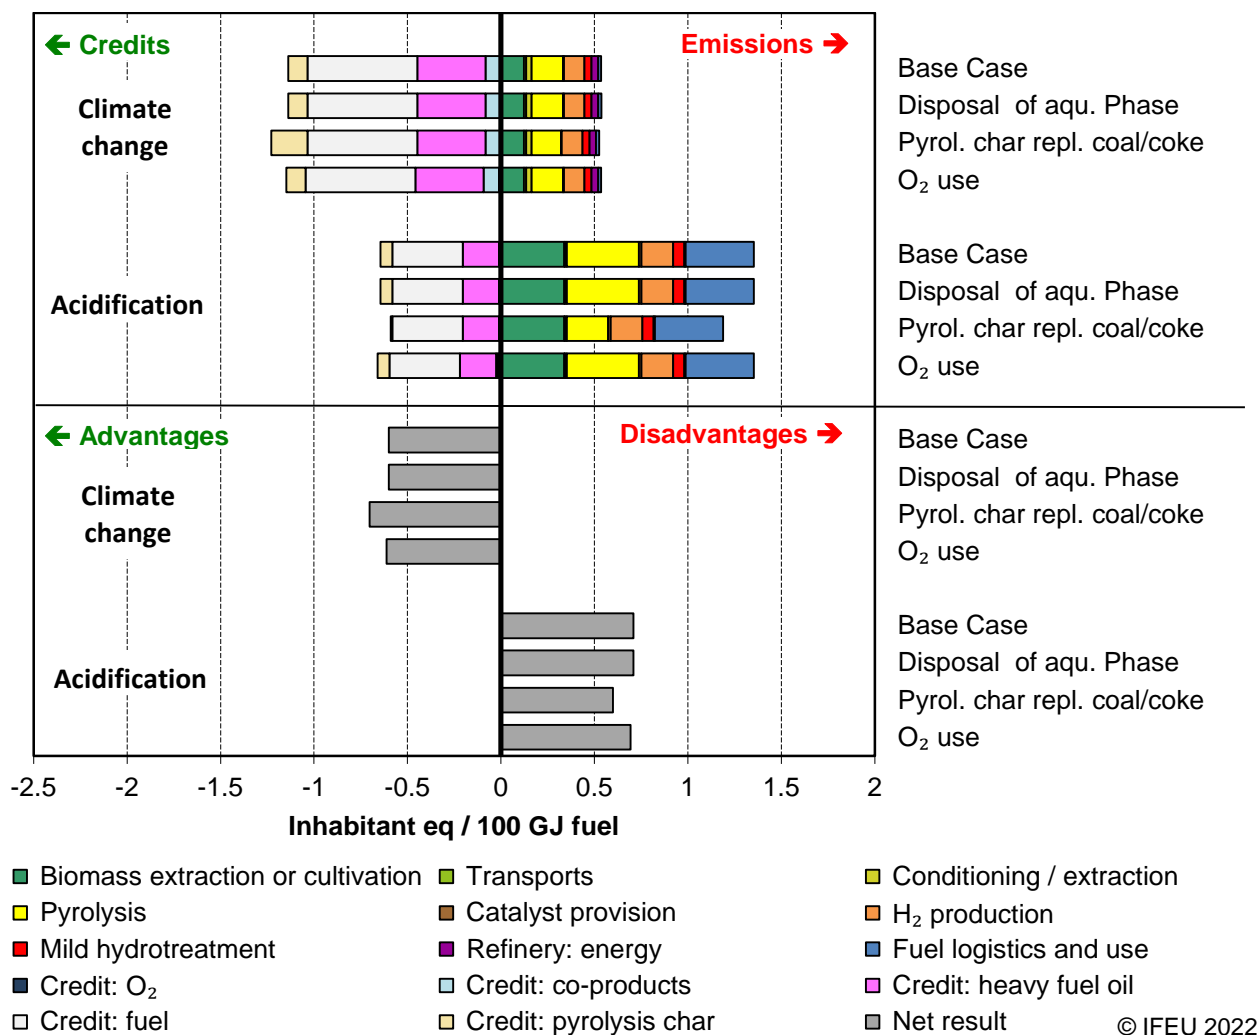 ← Credits
Emissions →
Climate
change
Base Case
Disposal of aqu. Phase
Pyrol. char repl. coal/coke
O₂ use
Acidification
Base Case
Disposal of aqu. Phase
Pyrol. char repl. coal/coke
O₂ use
← Advantages
Disadvantages →
Climate
change
Base Case
Disposal of aqu. Phase
Pyrol. char repl. coal/coke
O₂ use
Acidification
Base Case
Disposal of aqu. Phase
Pyrol. char repl. coal/coke
O₂ use
-2.5 -2 -1.5 -1 -0.5 0 0.5 1 1.5 2
Inhabitant eq / 100 GJ fuel
Biomass extraction or cultivation Transports Conditioning / extraction
Pyrolysis Catalyst provision H₂ production
Mild hydrotreatment Refinery: energy Fuel logistics and use
Credit: O₂ Credit: co-products Credit: heavy fuel oil
Credit: fuel Credit: pyrolysis char Net result
© IFEU 2022